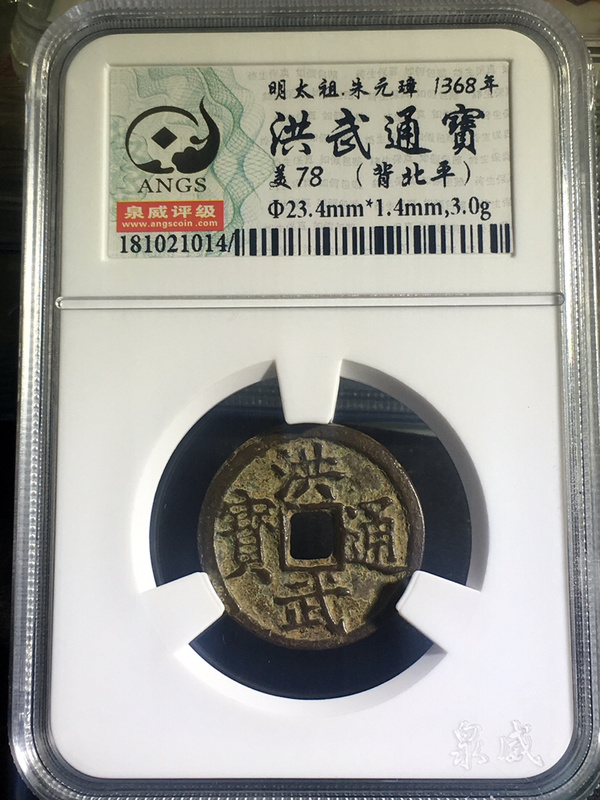 明太祖.朱元璋 1368年
洪武通寳
美78 （背北平）
Φ23.4mm*1.4mm,3.0g
ANGS
泉威评级
www.angscoin.com
181021014/
洪武通寳
泉威